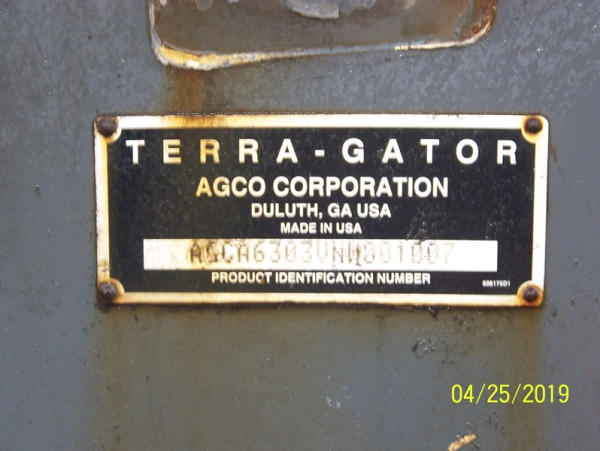 TERRA-GATOR
AGCO CORPORATION
DULUTH, GA USA
MADE IN USA
AGCA6303VNW001007
PRODUCT IDENTIFICATION NUMBER
04/25/2019